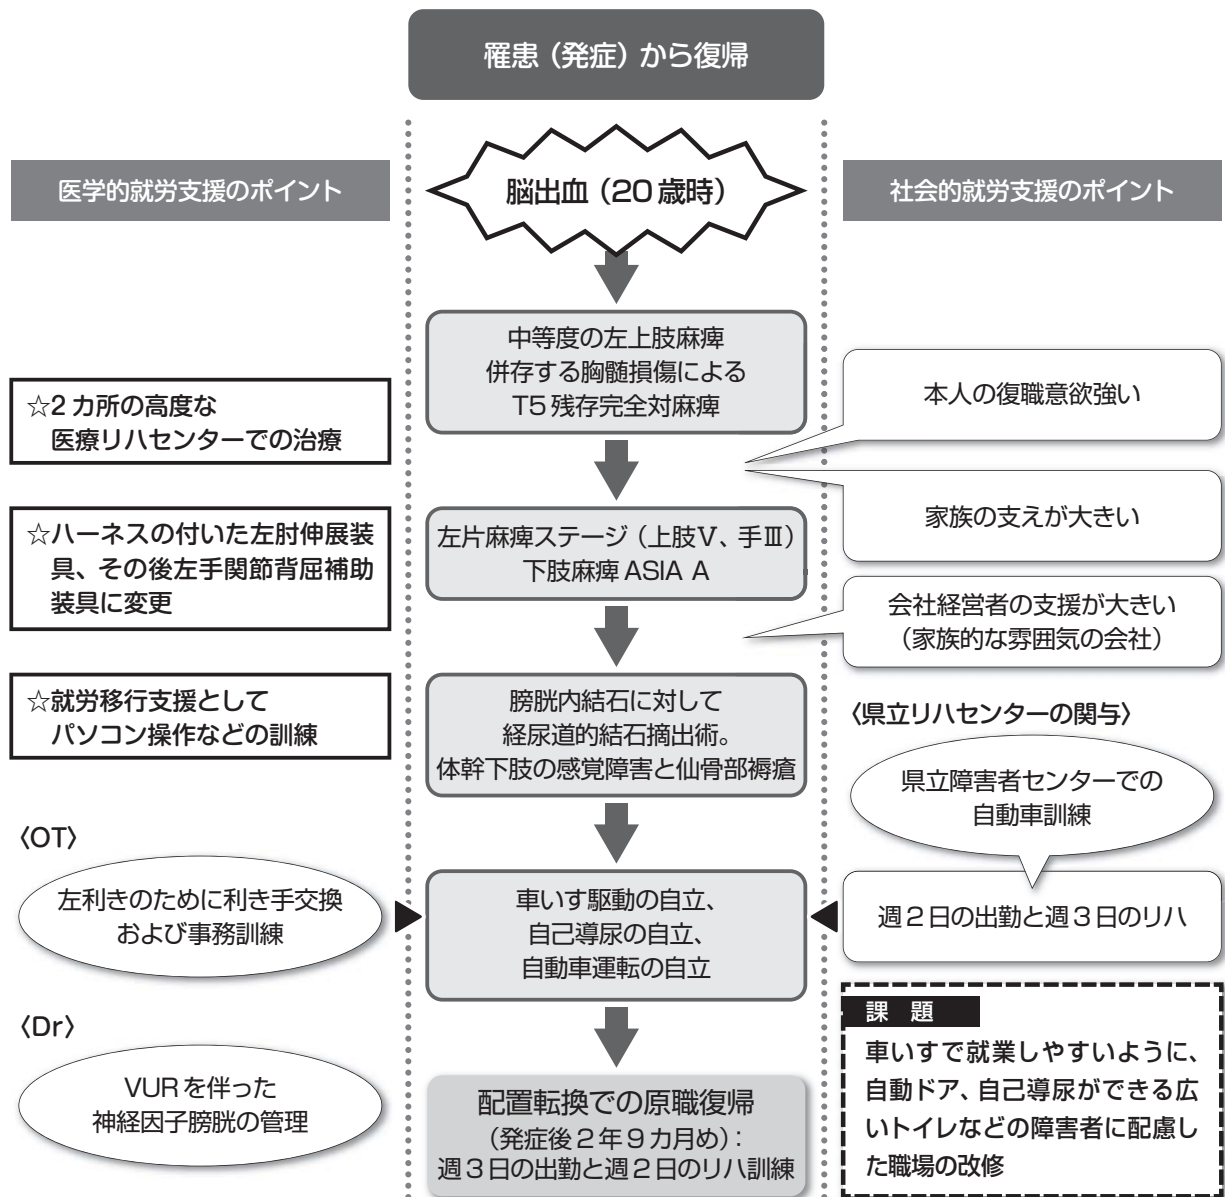 罹患（発症）から復帰
医学的就労支援のポイント
☆2カ所の高度な
医療リハセンターでの治療
☆ハーネスの付いた左肘伸展装
具、その後左手関節背屈補助
装具に変更
☆就労移行支援として
パソコン操作などの訓練
〈OT〉
左利きのために利き手交換
および事務訓練
〈Dr〉
VURを伴った
神経因子膀胱の管理
脳出血（20歳時）
中等度の左上肢麻痺
併存する胸髄損傷による
T5残存完全対麻痺
左片麻痺ステージ（上肢Ⅴ、手Ⅲ）
下肢麻痺 ASIA A
膀胱内結石に対して
経尿道的結石摘出術。
体幹下肢の感覚障害と仙骨部褥瘡
車いす駆動の自立、
自己導尿の自立、
自動車運転の自立
配置転換での原職復帰
（発症後2年9カ月め）：
週3日の出勤と週2日のリハ訓練
社会的就労支援のポイント
本人の復職意欲強い
家族の支えが大きい
会社経営者の支援が大きい
（家族的な雰囲気の会社）
〈県立リハセンターの関与〉
県立障害者センターでの
自動車訓練
週2日の出勤と週3日のリハ
課　題
車いすで就業しやすいように、
自動ドア、自己導尿ができる広
いトイレなどの障害者に配慮し
た職場の改修